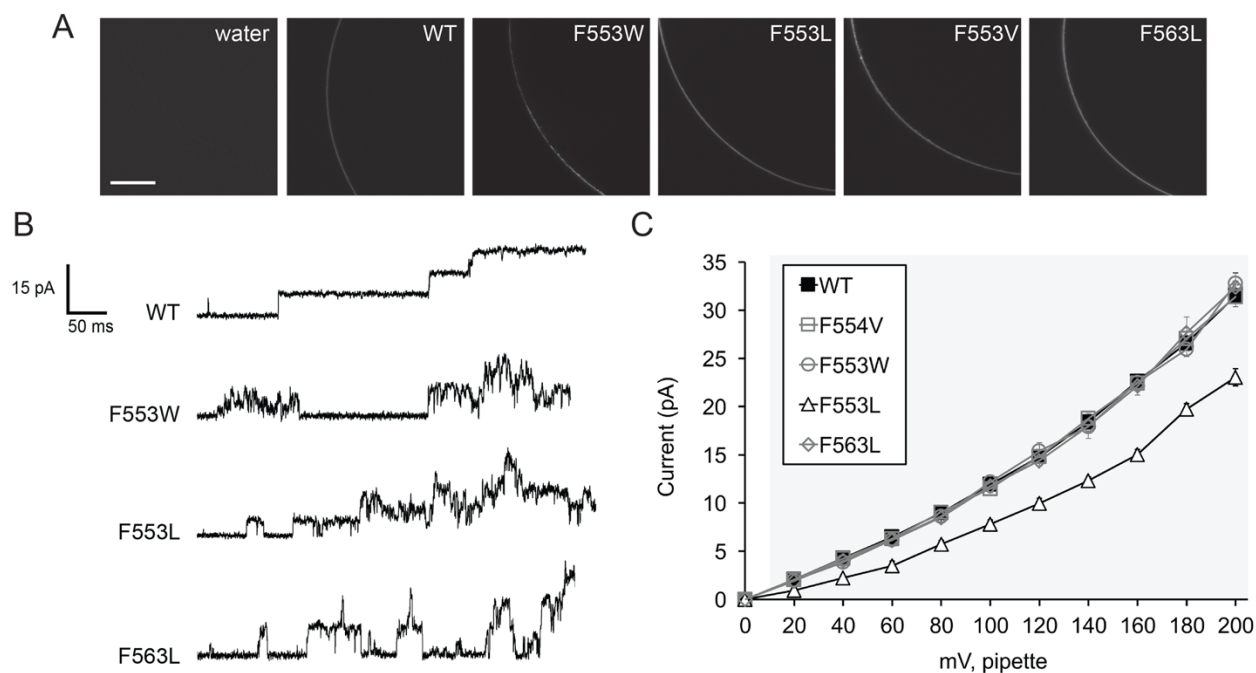 A
water
WT
F553W
F553L
F553V
F563L
B
15 pA
50 ms
WT
F553W
F553L
F563L
C
Current (pA)
35
30
25
20
15
10
5
0
WT
F554V
F553W
F553L
F563L
0 20 40 60 80 100 120 140 160 180 200
mV, pipette